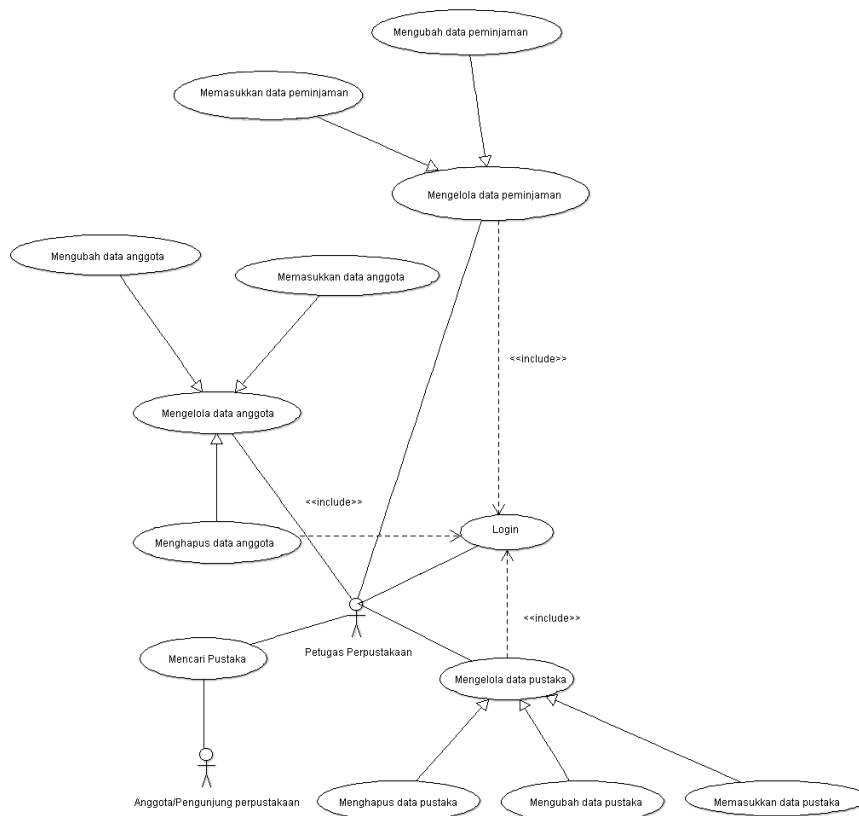 Mengubah data peminjaman
Memasukkan data peminjaman
Mengelola data peminjaman
Mengubah data anggota
Memasukkan data anggota
<<include>>
Mengelola data anggota
<<include>>
Login
Menghapus data anggota
<<include>>
Petugas Perpustakaan
Mencari Pustaka
Mengelola data pustaka
Anggota/Pengunjung perpustakaan
Menghapus data pustaka
Mengubah data pustaka
Memasukkan data pustaka